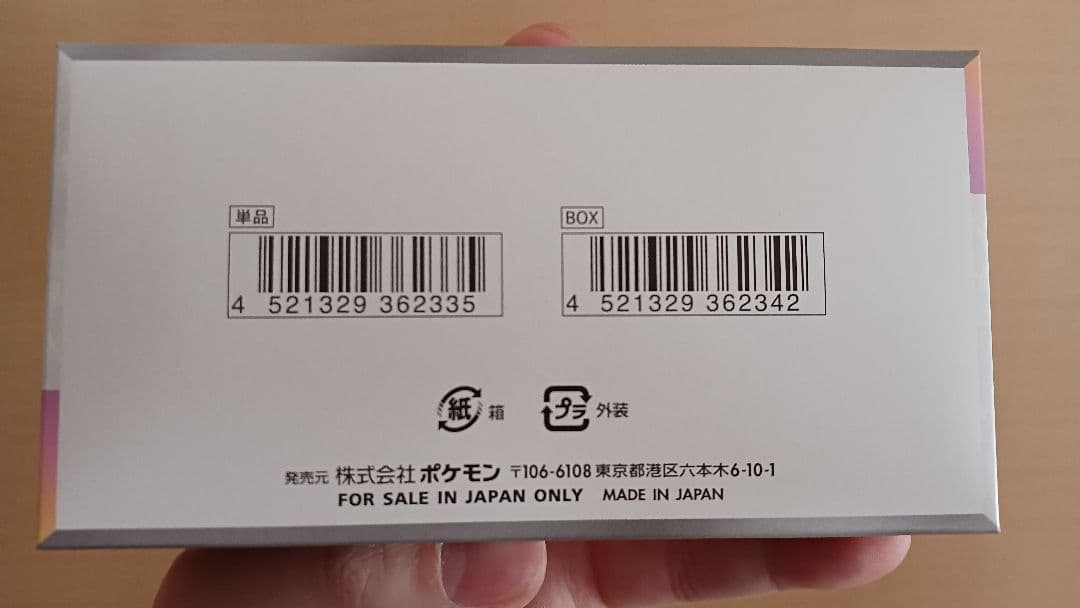 単品
4 521329 362335
BOX
4 521329 362342
紙 箱
プラ 外装
発売元 株式会社ポケモン 〒106-6108 東京都港区六本木6-10-1
FOR SALE IN JAPAN ONLY MADE IN JAPAN